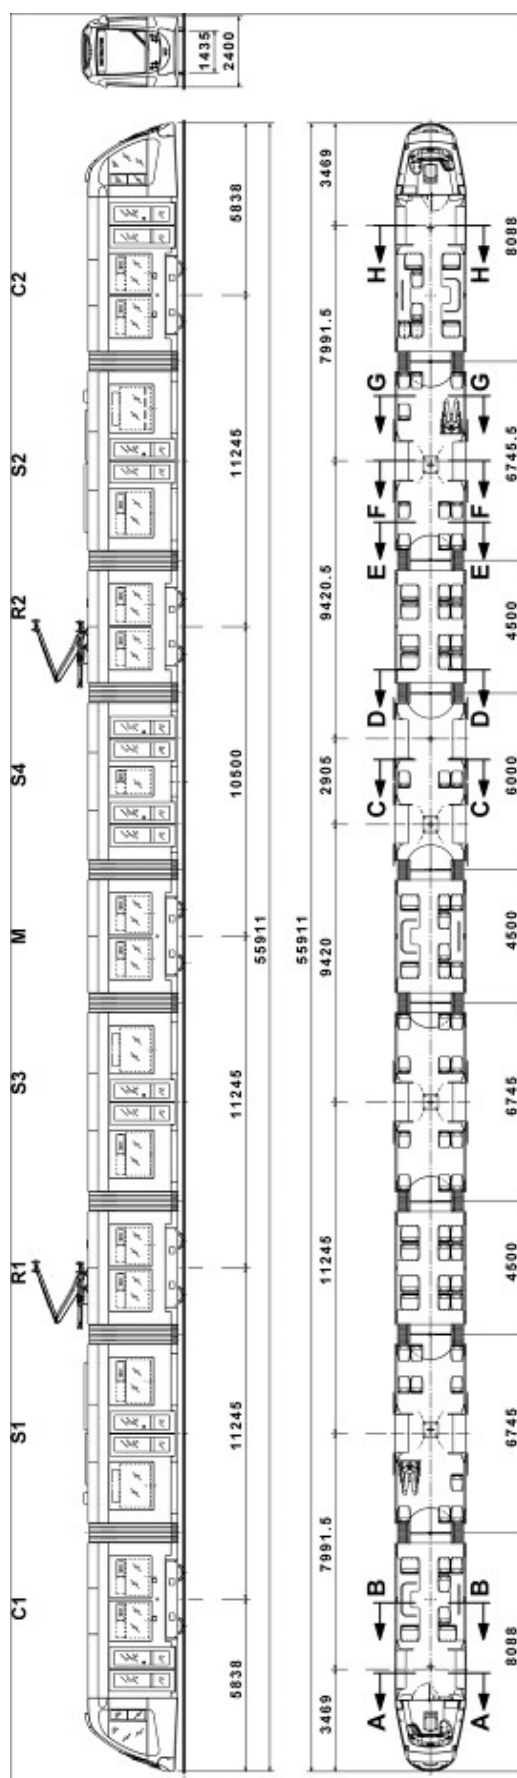 C1 S1 R1 S3 M S4 R2 S2 C2
1435
5838 11245 11245 10500 11245 5838 2400
55911
55911
3469 7991.5 11245 9420 2905 9420.5 7991.5 3469
A B C D E F G H
A B C D E F G H
8088 6745 4500 6745 4500 6000 4500 6745.5 8088